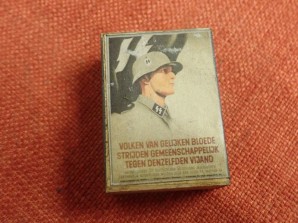 VOLKEN VAN GELIJKEN BLOEDE
STRIJDEN GEMEENSCHAPPELIJK
TEGEN DENZELFDEN VIJAND